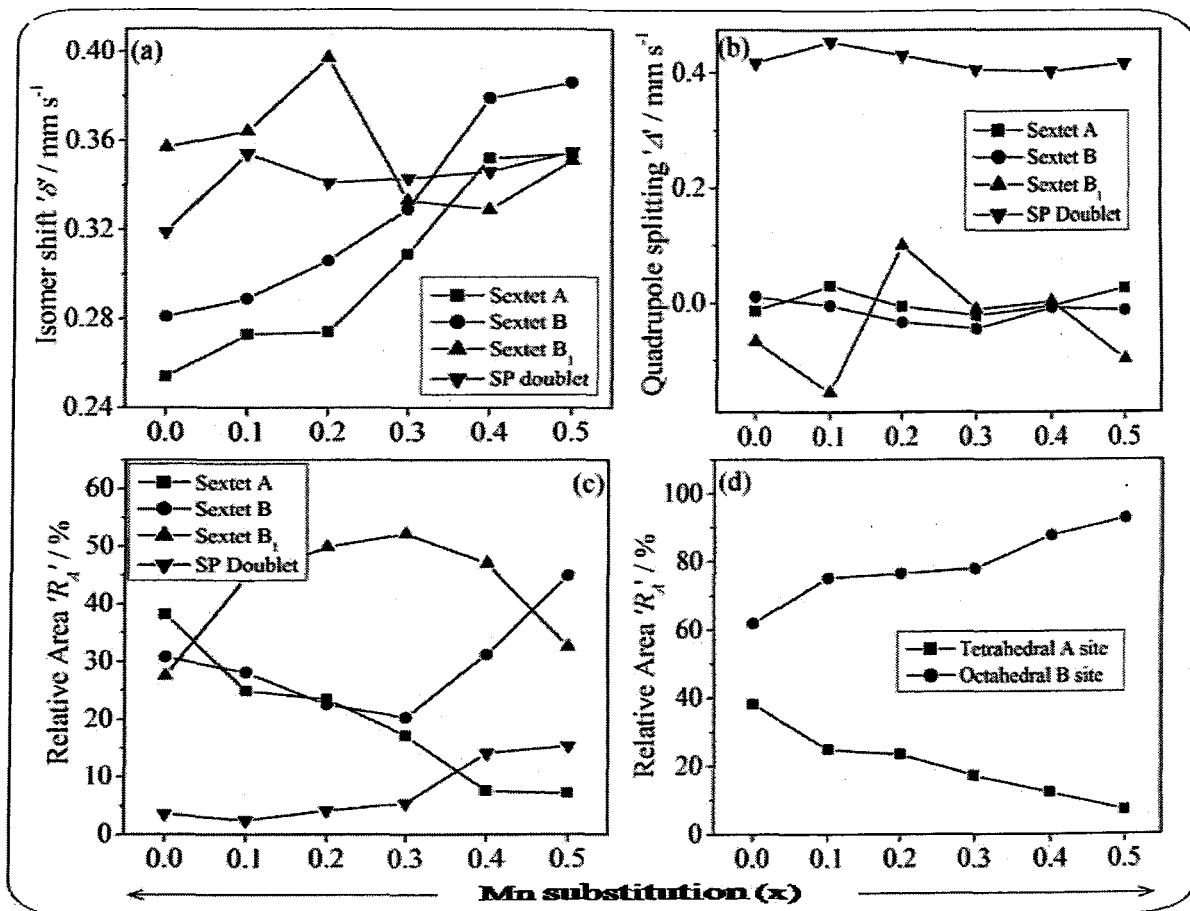 (a)
Isomer shift 'δ' / mm s⁻¹
0.40
0.36
0.32
0.28
0.24
Sextet A
Sextet B
Sextet B₁
SP doublet
0.0 0.1 0.2 0.3 0.4 0.5
(b)
Quadrupole splitting 'Δ' / mm s⁻¹
0.4
0.2
0.0
Sextet A
Sextet B
Sextet B₁
SP Doublet
0.0 0.1 0.2 0.3 0.4 0.5
(c)
Relative Area 'R_A' / %
60
50
40
30
20
10
0
Sextet A
Sextet B
Sextet B₁
SP Doublet
0.0 0.1 0.2 0.3 0.4 0.5
(d)
Relative Area 'R_A' / %
100
80
60
40
20
0
Tetrahedral A site
Octahedral B site
0.0 0.1 0.2 0.3 0.4 0.5
Mn substitution (x)